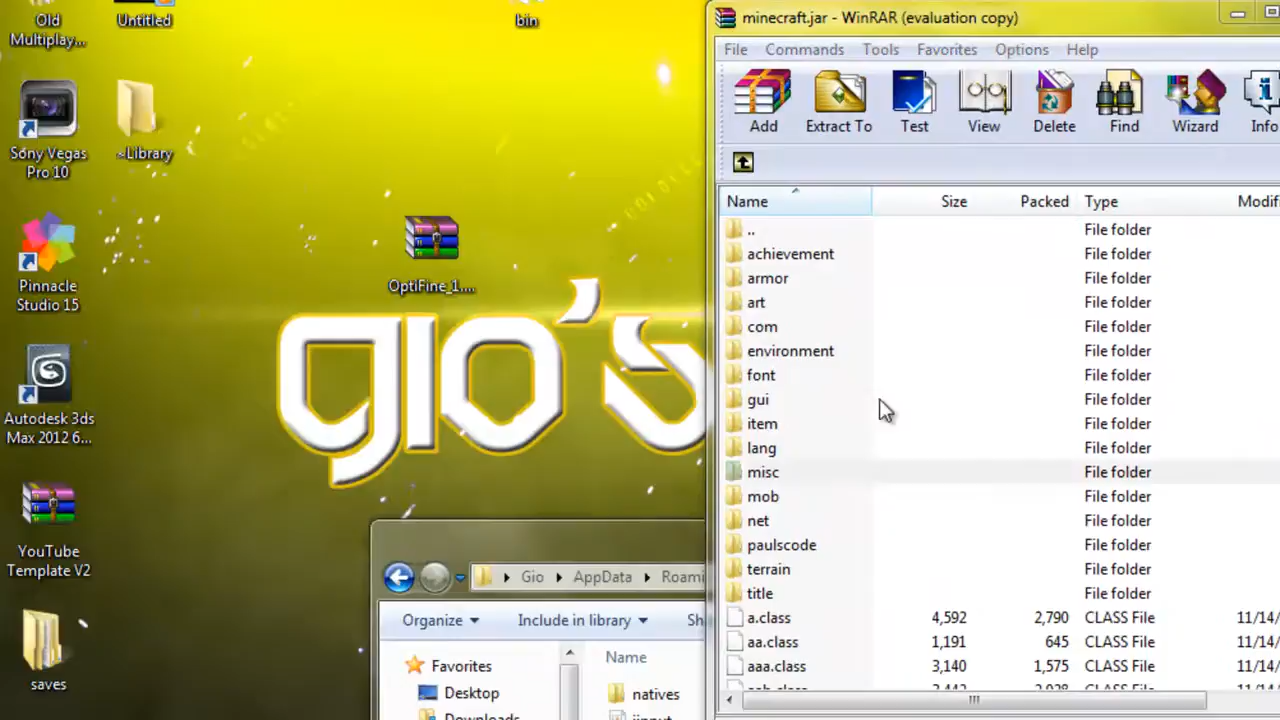 Old
Multiplay...
Untitled
bin
Sony Vegas
Pro 10
~Library
Pinnacle
Studio 15
OptiFine_1....
gio's
Autodesk 3ds
Max 2012 6...
YouTube
Template V2
saves
Gio AppData Roami
Organize Include in library Sh
Favorites
Desktop
Downloads
Name
natives
jinput
minecraft.jar - WinRAR (evaluation copy)
File Commands Tools Favorites Options Help
Add Extract To Test View Delete Find Wizard Info
Name Size Packed Type Modif
.. File folder
achievement File folder
armor File folder
art File folder
com File folder
environment File folder
font File folder
gui File folder
item File folder
lang File folder
misc File folder
mob File folder
net File folder
paulscode File folder
terrain File folder
title File folder
a.class 4,592 2,790 CLASS File 11/14/
aa.class 1,191 645 CLASS File 11/14/
aaa.class 3,140 1,575 CLASS File 11/14/